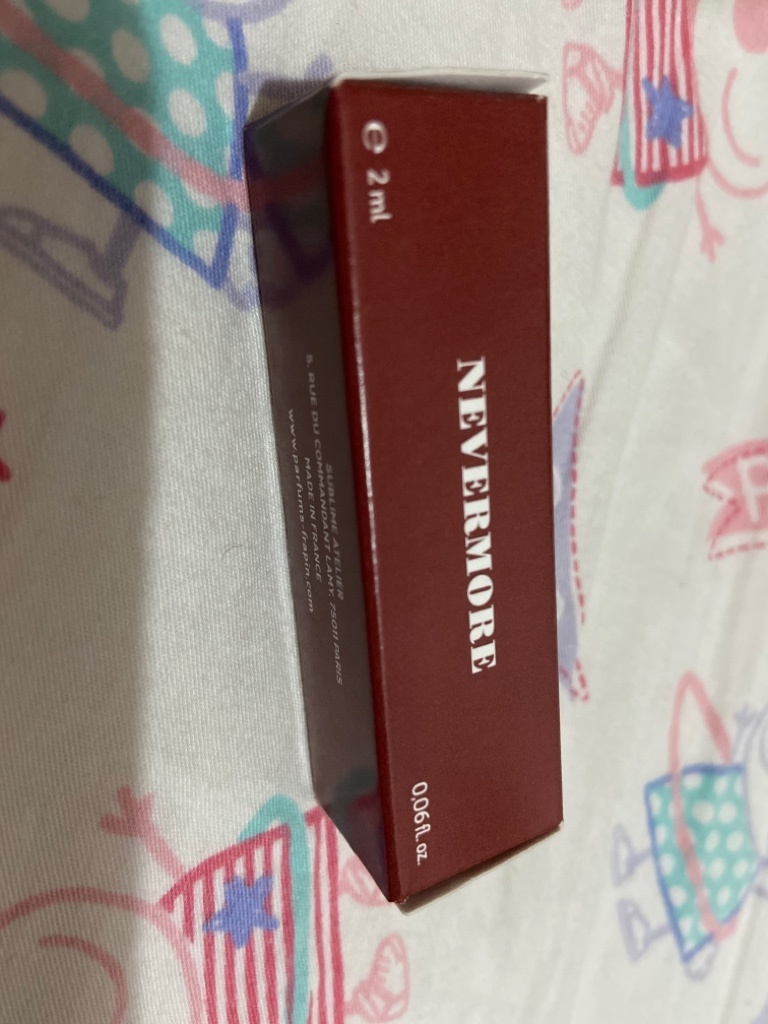 ℮ 2 ml
NEVERMORE
0,06 fl. oz.
SUBLIME ATELIER
5, RUE DU COMMANDANT LAMY, 75011 PARIS
MADE IN FRANCE
www.parfums-frapin.com